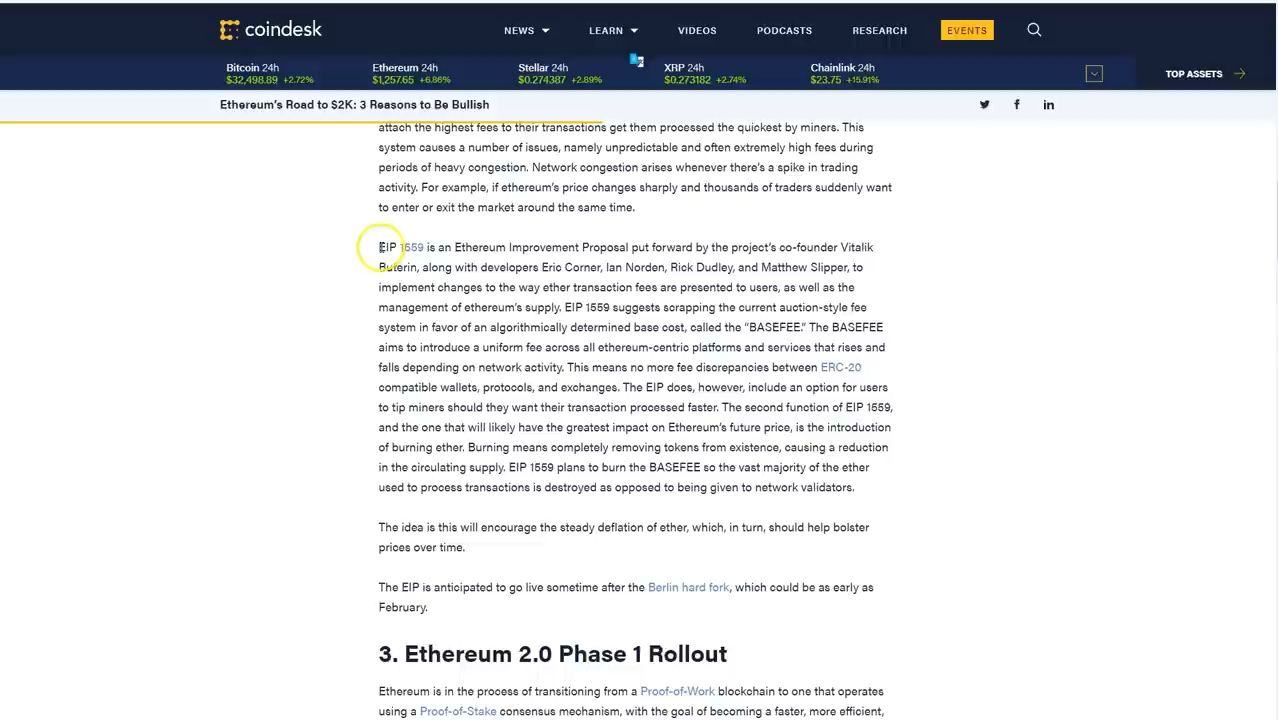 coindesk
NEWS LEARN VIDEOS PODCASTS RESEARCH EVENTS
Bitcoin 24h Ethereum 24h Stellar 24h XRP 24h Chainlink 24h
$32,498.89 +2.72% $1,257.65 +6.86% $0.274387 +2.89% $0.273182 +2.74% $23.75 +15.91%
TOP ASSETS
Ethereum's Road to $2K: 3 Reasons to Be Bullish
attach the highest fees to their transactions get them processed the quickest by miners. This
system causes a number of issues, namely unpredictable and often extremely high fees during
periods of heavy congestion. Network congestion arises whenever there's a spike in trading
activity. For example, if ethereum's price changes sharply and thousands of traders suddenly want
to enter or exit the market around the same time.
EIP 1559 is an Ethereum Improvement Proposal put forward by the project's co-founder Vitalik
Buterin, along with developers Eric Corner, Ian Norden, Rick Dudley, and Matthew Slipper, to
implement changes to the way ether transaction fees are presented to users, as well as the
management of ethereum's supply. EIP 1559 suggests scrapping the current auction-style fee
system in favor of an algorithmically determined base cost, called the “BASEFEE.” The BASEFEE
aims to introduce a uniform fee across all ethereum-centric platforms and services that rises and
falls depending on network activity. This means no more fee discrepancies between ERC-20
compatible wallets, protocols, and exchanges. The EIP does, however, include an option for users
to tip miners should they want their transaction processed faster. The second function of EIP 1559,
and the one that will likely have the greatest impact on Ethereum's future price, is the introduction
of burning ether. Burning means completely removing tokens from existence, causing a reduction
in the circulating supply. EIP 1559 plans to burn the BASEFEE so the vast majority of the ether
used to process transactions is destroyed as opposed to being given to network validators.
The idea is this will encourage the steady deflation of ether, which, in turn, should help bolster
prices over time.
The EIP is anticipated to go live sometime after the Berlin hard fork, which could be as early as
February.
3. Ethereum 2.0 Phase 1 Rollout
Ethereum is in the process of transitioning from a Proof-of-Work blockchain to one that operates
using a Proof-of-Stake consensus mechanism, with the goal of becoming a faster, more efficient,